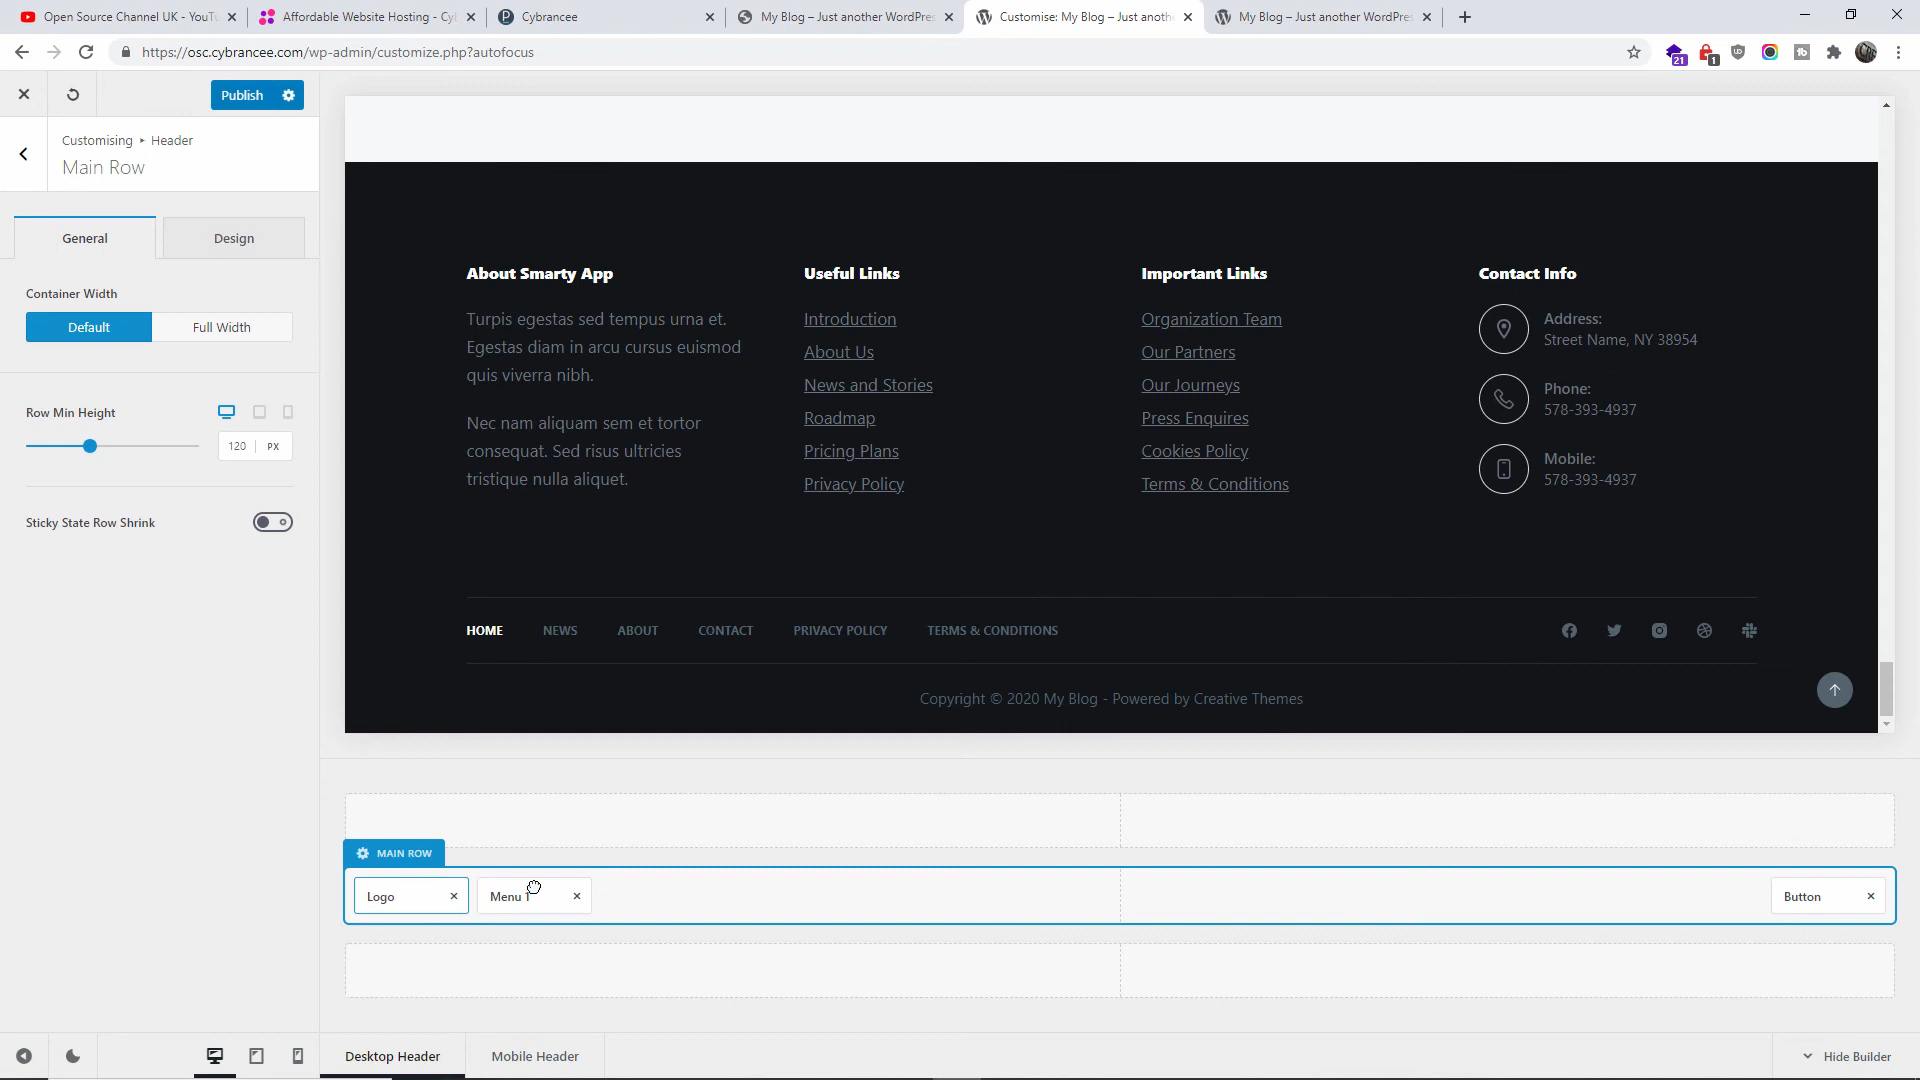 Open Source Channel UK - YouTu
Affordable Website Hosting - Cyb
Cybrancee
My Blog – Just another WordPres
Customise: My Blog – Just anoth
My Blog – Just another WordPres
https://osc.cybrancee.com/wp-admin/customize.php?autofocus
21
1
Publish
Customising ▸ Header
Main Row
General
Design
Container Width
Default
Full Width
Row Min Height
120 PX
Sticky State Row Shrink
About Smarty App
Turpis egestas sed tempus urna et.
Egestas diam in arcu cursus euismod
quis viverra nibh.
Nec nam aliquam sem et tortor
consequat. Sed risus ultricies
tristique nulla aliquet.
Useful Links
Introduction
About Us
News and Stories
Roadmap
Pricing Plans
Privacy Policy
Important Links
Organization Team
Our Partners
Our Journeys
Press Enquires
Cookies Policy
Terms & Conditions
Contact Info
Address:
Street Name, NY 38954
Phone:
578-393-4937
Mobile:
578-393-4937
HOME NEWS ABOUT CONTACT PRIVACY POLICY TERMS & CONDITIONS
Copyright © 2020 My Blog - Powered by Creative Themes
MAIN ROW
Logo
Menu 1
Button
Desktop Header
Mobile Header
Hide Builder